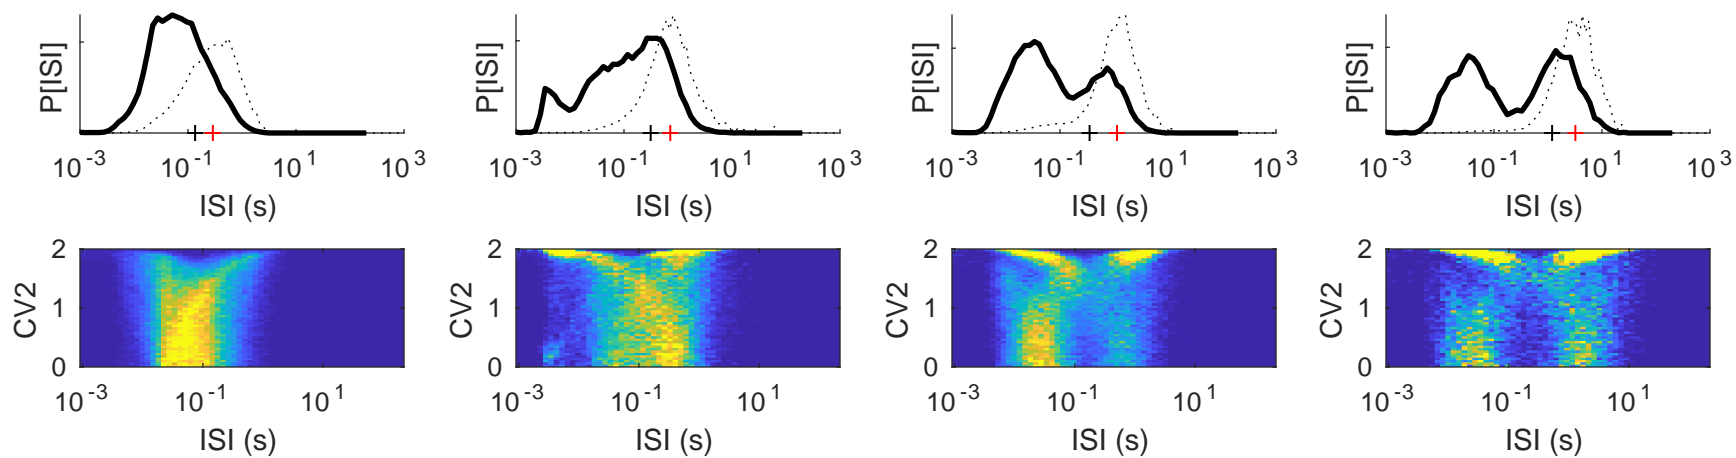 P[ISI] P[ISI] P[ISI] P[ISI]
10^-3 10^-1 10^1 10^3 10^-3 10^-1 10^1 10^3 10^-3 10^-1 10^1 10^3 10^-3 10^-1 10^1 10^3
ISI (s) ISI (s) ISI (s) ISI (s)
2 2 2 2
CV2 1 CV2 1 CV2 1 CV2 1
0 0 0 0
10^-3 10^-1 10^1 10^-3 10^-1 10^1 10^-3 10^-1 10^1 10^-3 10^-1 10^1
ISI (s) ISI (s) ISI (s) ISI (s)